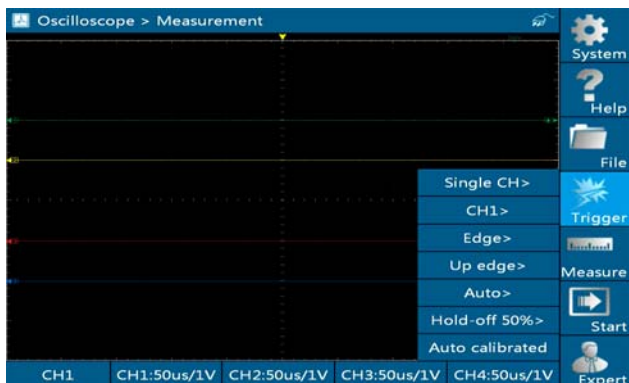 Oscilloscope > Measurement
System
Help
File
Single CH>
CH1>
Trigger
Edge>
Up edge>
Measure
Auto>
Hold-off 50%>
Start
Auto calibrated
CH1
CH1:50us/1V
CH2:50us/1V
CH3:50us/1V
CH4:50us/1V
Expert